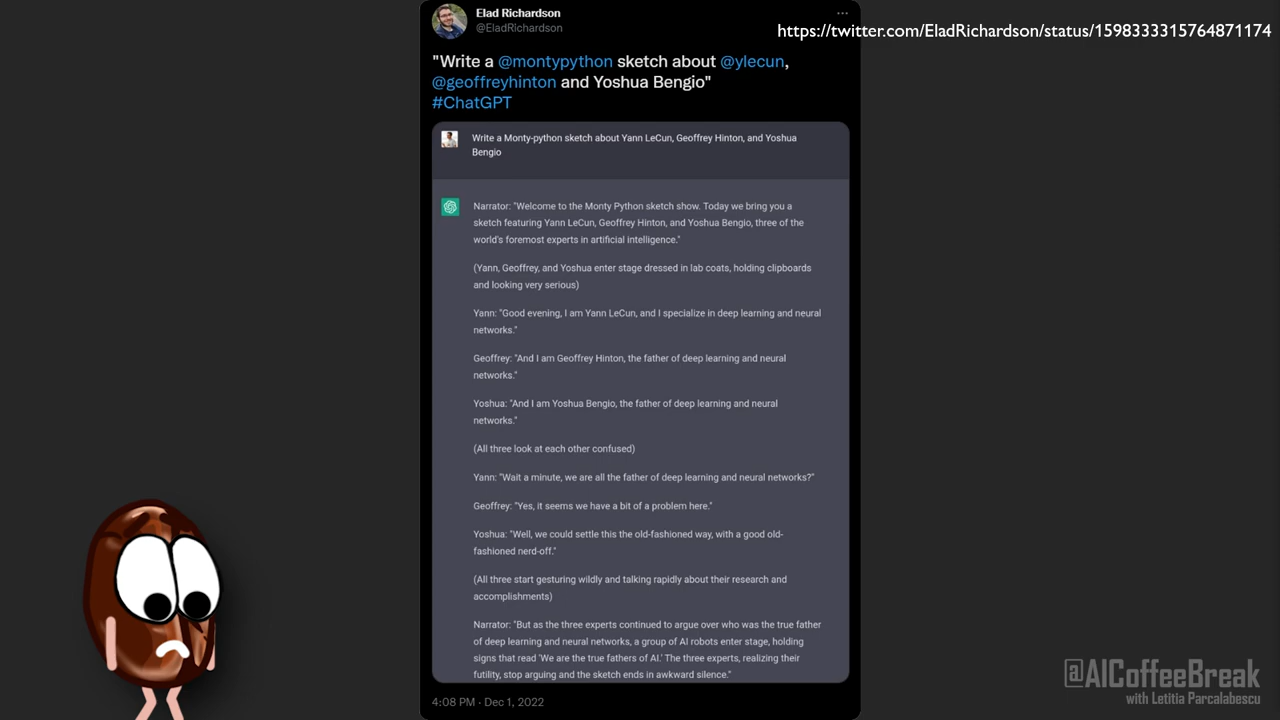 Elad Richardson
@EladRichardson
...
https://twitter.com/EladRichardson/status/1598333315764871174
"Write a @montypython sketch about @ylecun,
@geoffreyhinton and Yoshua Bengio"
#ChatGPT
Write a Monty-python sketch about Yann LeCun, Geoffrey Hinton, and Yoshua
Bengio
Narrator: "Welcome to the Monty Python sketch show. Today we bring you a
sketch featuring Yann LeCun, Geoffrey Hinton, and Yoshua Bengio, three of the
world's foremost experts in artificial intelligence."
(Yann, Geoffrey, and Yoshua enter stage dressed in lab coats, holding clipboards
and looking very serious)
Yann: "Good evening, I am Yann LeCun, and I specialize in deep learning and neural
networks."
Geoffrey: "And I am Geoffrey Hinton, the father of deep learning and neural
networks."
Yoshua: "And I am Yoshua Bengio, the father of deep learning and neural
networks."
(All three look at each other confused)
Yann: "Wait a minute, we are all the father of deep learning and neural networks?"
Geoffrey: "Yes, it seems we have a bit of a problem here."
Yoshua: "Well, we could settle this the old-fashioned way, with a good old-
fashioned nerd-off."
(All three start gesturing wildly and talking rapidly about their research and
accomplishments)
Narrator: "But as the three experts continued to argue over who was the true father
of deep learning and neural networks, a group of AI robots enter stage, holding
signs that read 'We are the true fathers of AI.' The three experts, realizing their
futility, stop arguing and the sketch ends in awkward silence."
4:08 PM · Dec 1, 2022
@AICoffeeBreak
with Letitia Parcalabescu